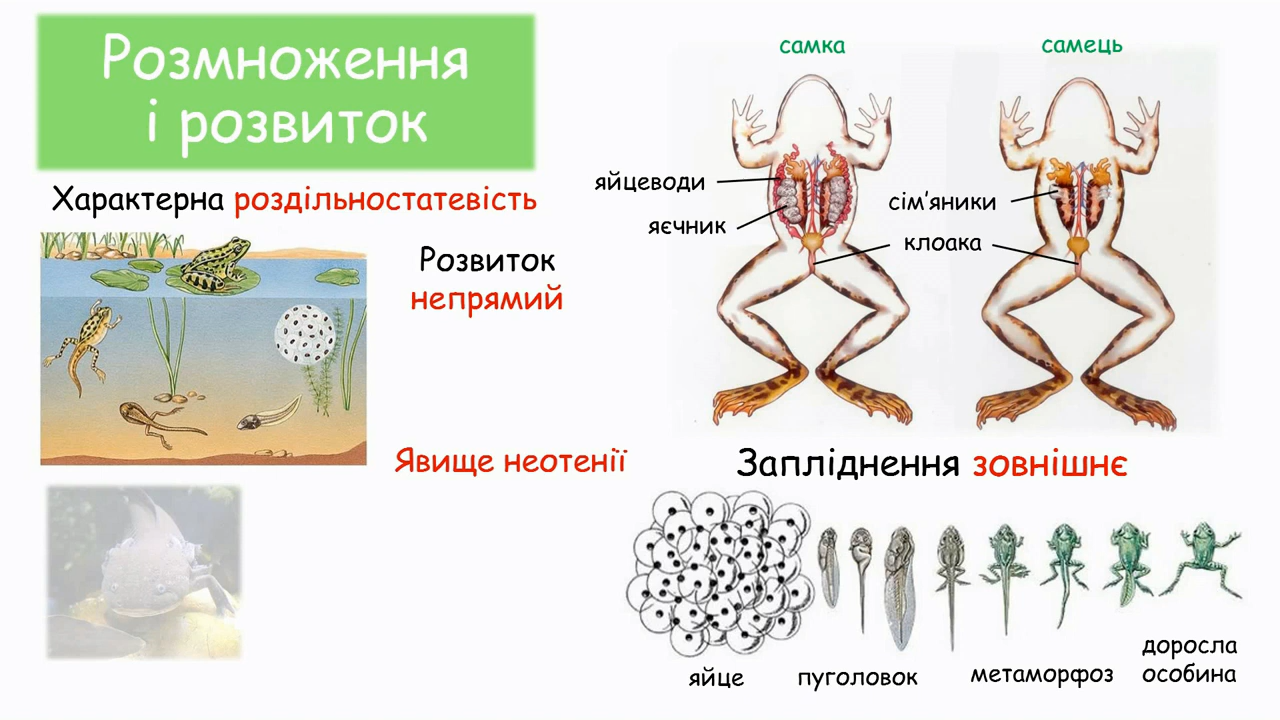 Розмноження
і розвиток
Характерна роздільностатевість
Розвиток
непрямий
Явище неотенії
самка
самець
яйцеводи
яєчник
сім'яники
клоака
Запліднення зовнішнє
яйце
пуголовок
метаморфоз
доросла
особина